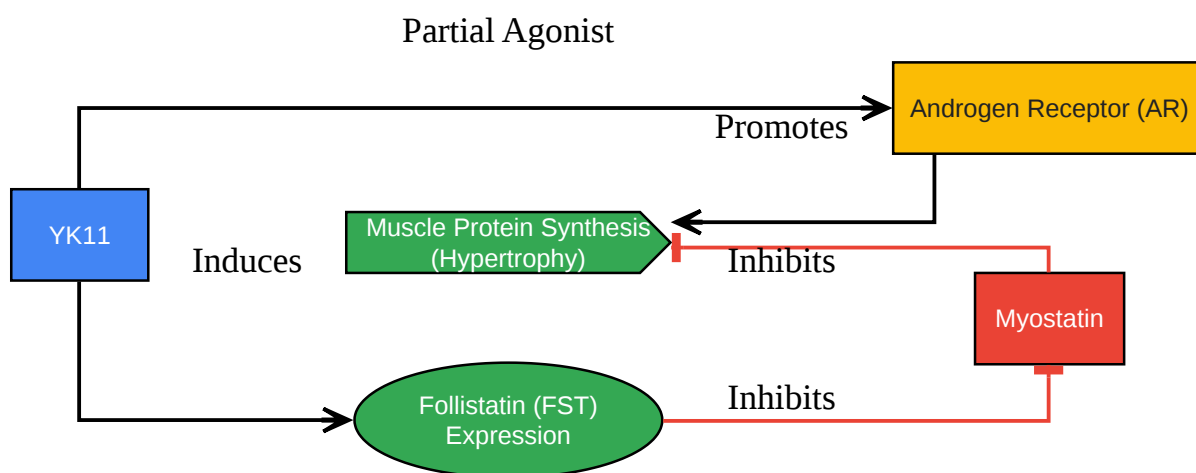 Partial Agonist
Androgen Receptor (AR)
Promotes
YK11
Muscle Protein Synthesis
(Hypertrophy)
Induces
Inhibits
Myostatin
Follistatin (FST)
Expression
Inhibits